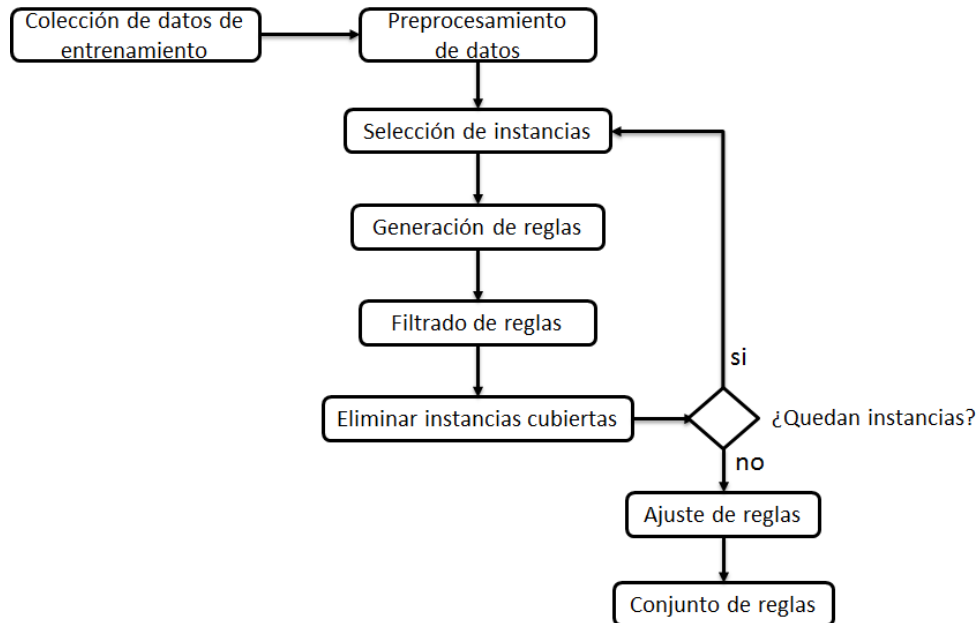 Colección de datos de
entrenamiento
Preprocesamiento
de datos
Selección de instancias
Generación de reglas
Filtrado de reglas
si
Eliminar instancias cubiertas
¿Quedan instancias?
no
Ajuste de reglas
Conjunto de reglas